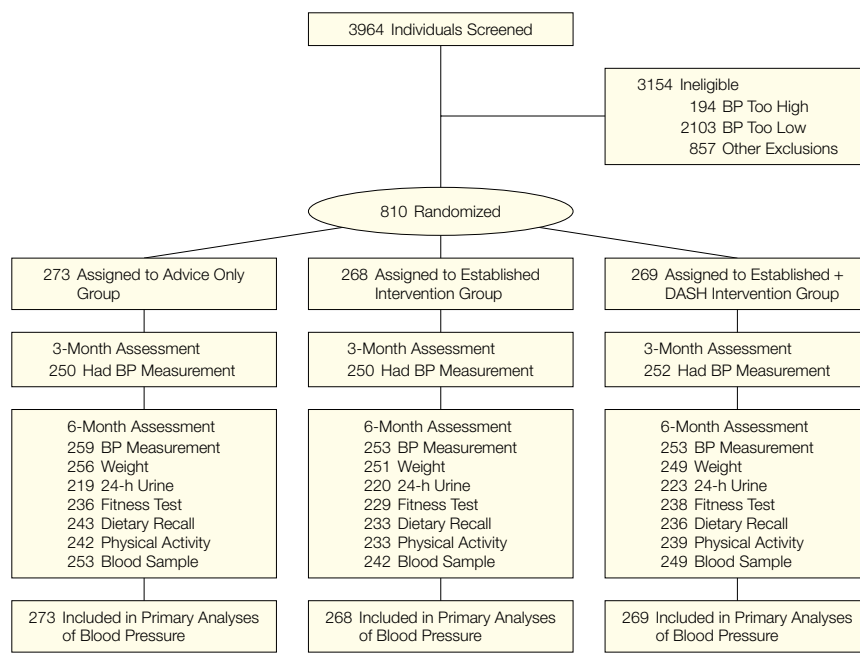 3964 Individuals Screened
3154 Ineligible
194 BP Too High
2103 BP Too Low
857 Other Exclusions
810 Randomized
273 Assigned to Advice Only
Group
268 Assigned to Established
Intervention Group
269 Assigned to Established +
DASH Intervention Group
3-Month Assessment
250 Had BP Measurement
3-Month Assessment
250 Had BP Measurement
3-Month Assessment
252 Had BP Measurement
6-Month Assessment
259 BP Measurement
256 Weight
219 24-h Urine
236 Fitness Test
243 Dietary Recall
242 Physical Activity
253 Blood Sample
6-Month Assessment
253 BP Measurement
251 Weight
220 24-h Urine
229 Fitness Test
233 Dietary Recall
233 Physical Activity
242 Blood Sample
6-Month Assessment
253 BP Measurement
249 Weight
223 24-h Urine
238 Fitness Test
236 Dietary Recall
239 Physical Activity
249 Blood Sample
273 Included in Primary Analyses
of Blood Pressure
268 Included in Primary Analyses
of Blood Pressure
269 Included in Primary Analyses
of Blood Pressure